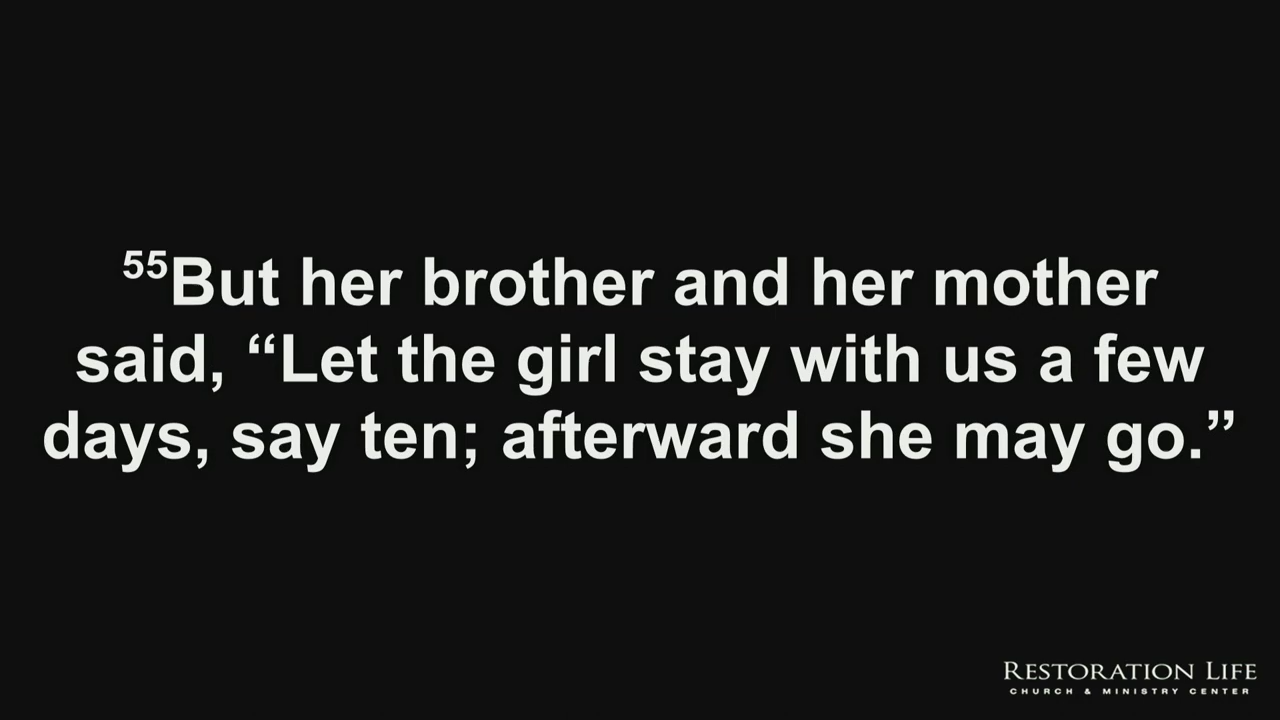 55But her brother and her mother
said, “Let the girl stay with us a few
days, say ten; afterward she may go.”
RESTORATION LIFE
CHURCH & MINISTRY CENTER